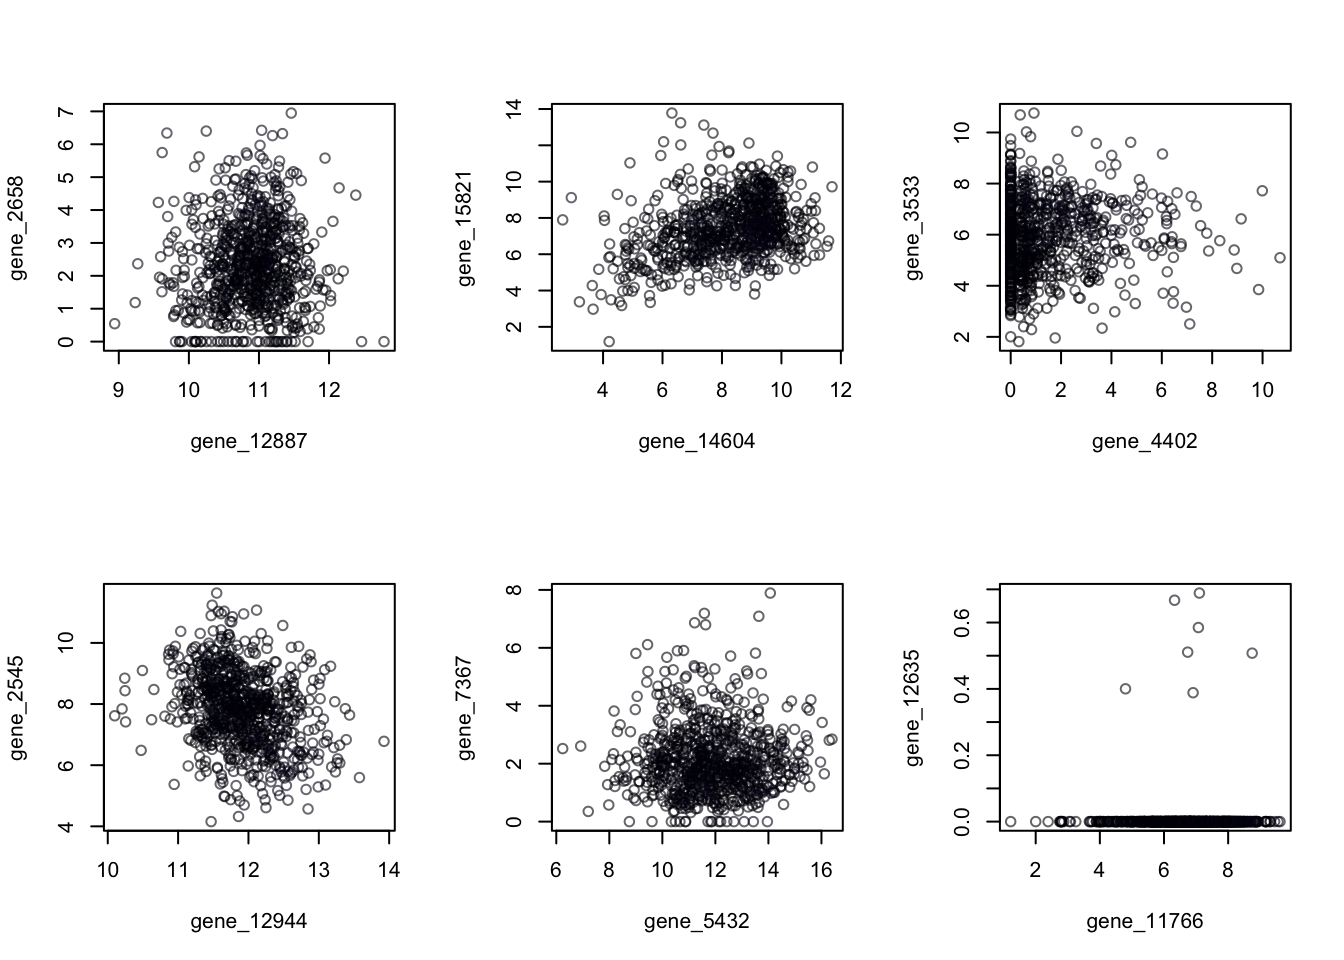 gene_2658
7
6
5
4
3
2
1
0
9 10 11 12
gene_12887
gene_15821
14
10
8
6
4
2
4 6 8 10 12
gene_14604
gene_3533
10
8
6
4
2
0 2 4 6 8 10
gene_4402
gene_2545
10
8
6
4
10 11 12 13 14
gene_12944
gene_7367
8
6
4
2
0
6 8 10 12 14 16
gene_5432
gene_12635
0.6
0.4
0.2
0.0
2 4 6 8
gene_11766